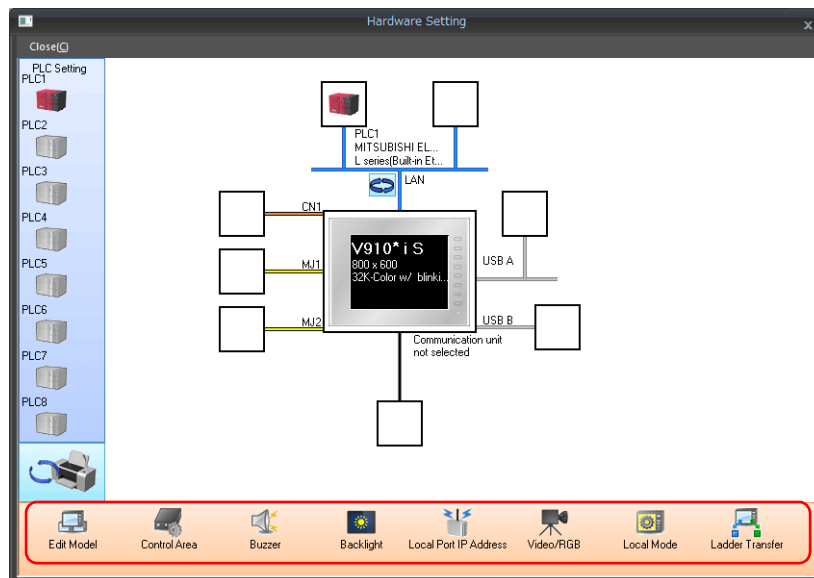 Hardware Setting
x
Close(C)
PLC Setting
PLC1
PLC2
PLC3
PLC4
PLC5
PLC6
PLC7
PLC8
PLC1
MITSUBISHI EL...
L series(Built-in Et...
LAN
CN1
MJ1
MJ2
V910* i S
800 x 600
32K-Color w/ blinki...
USB A
USB B
Communication unit
not selected
Edit Model
Control Area
Buzzer
Backlight
Local Port IP Address
Video/RGB
Local Mode
Ladder Transfer